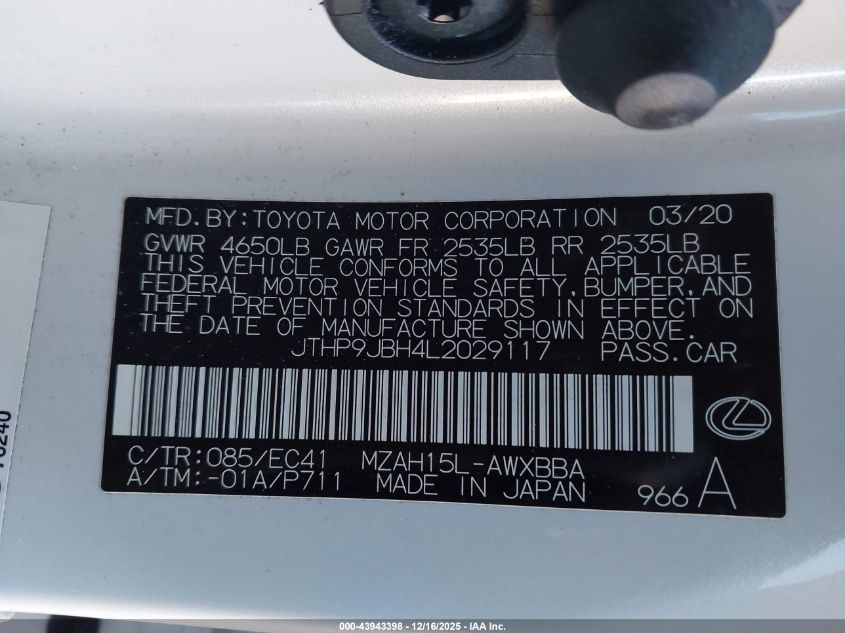 MFD.BY:TOYOTA MOTOR CORPORATION 03/20
GVWR 4650LB GAWR FR 2535LB RR 2535LB
THIS VEHICLE CONFORMS TO ALL APPLICABLE
FEDERAL MOTOR VEHICLE SAFETY,BUMPER,AND
THEFT PREVENTION STANDARDS IN EFFECT ON
THE DATE OF MANUFACTURE SHOWN ABOVE.
JTHP9JBH4L2029117 PASS.CAR
C/TR:085/EC41 MZAH15L-AWXBBA
A/TM:-01A/P711 MADE IN JAPAN 966 A
000-43943398 - 12/16/2025 - IAA Inc.